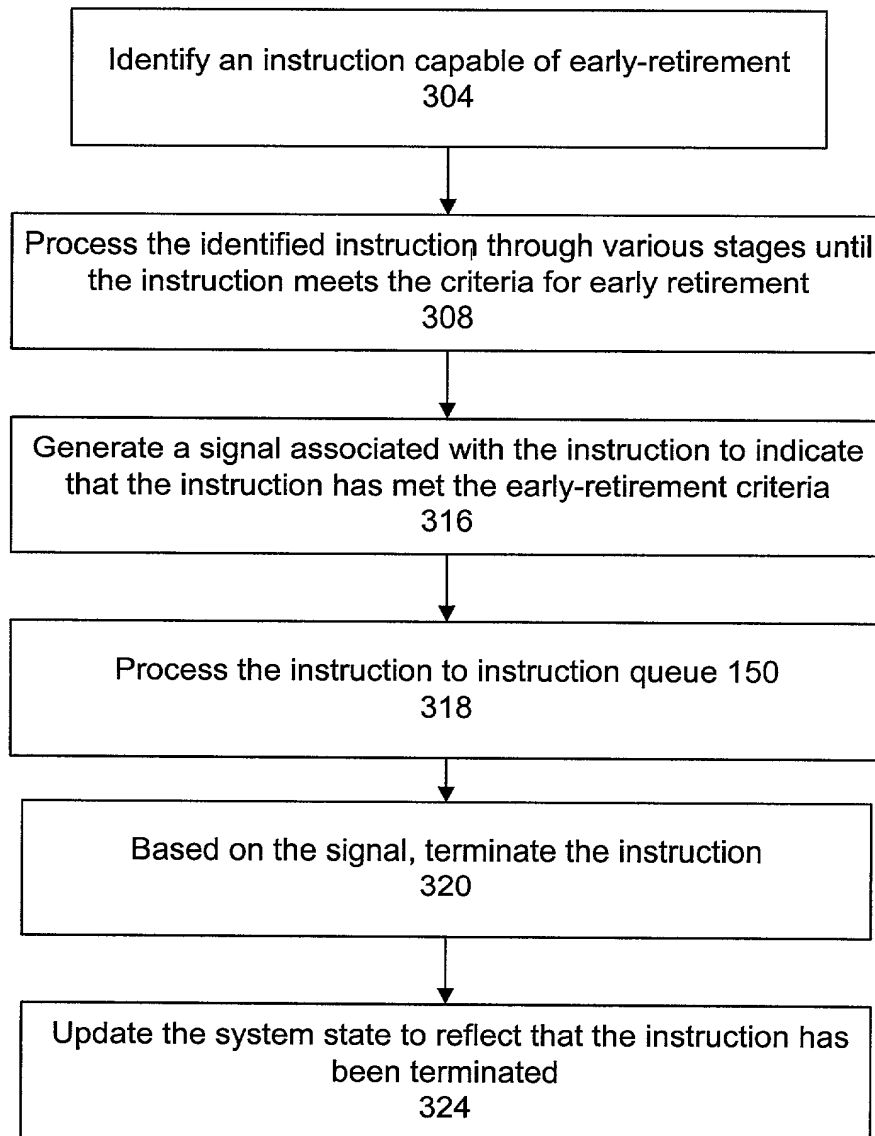 Identify an instruction capable of early-retirement
304
Process the identified instruction through various stages until
the instruction meets the criteria for early retirement
308
Generate a signal associated with the instruction to indicate
that the instruction has met the early-retirement criteria
316
Process the instruction to instruction queue 150
318
Based on the signal, terminate the instruction
320
Update the system state to reflect that the instruction has
been terminated
324